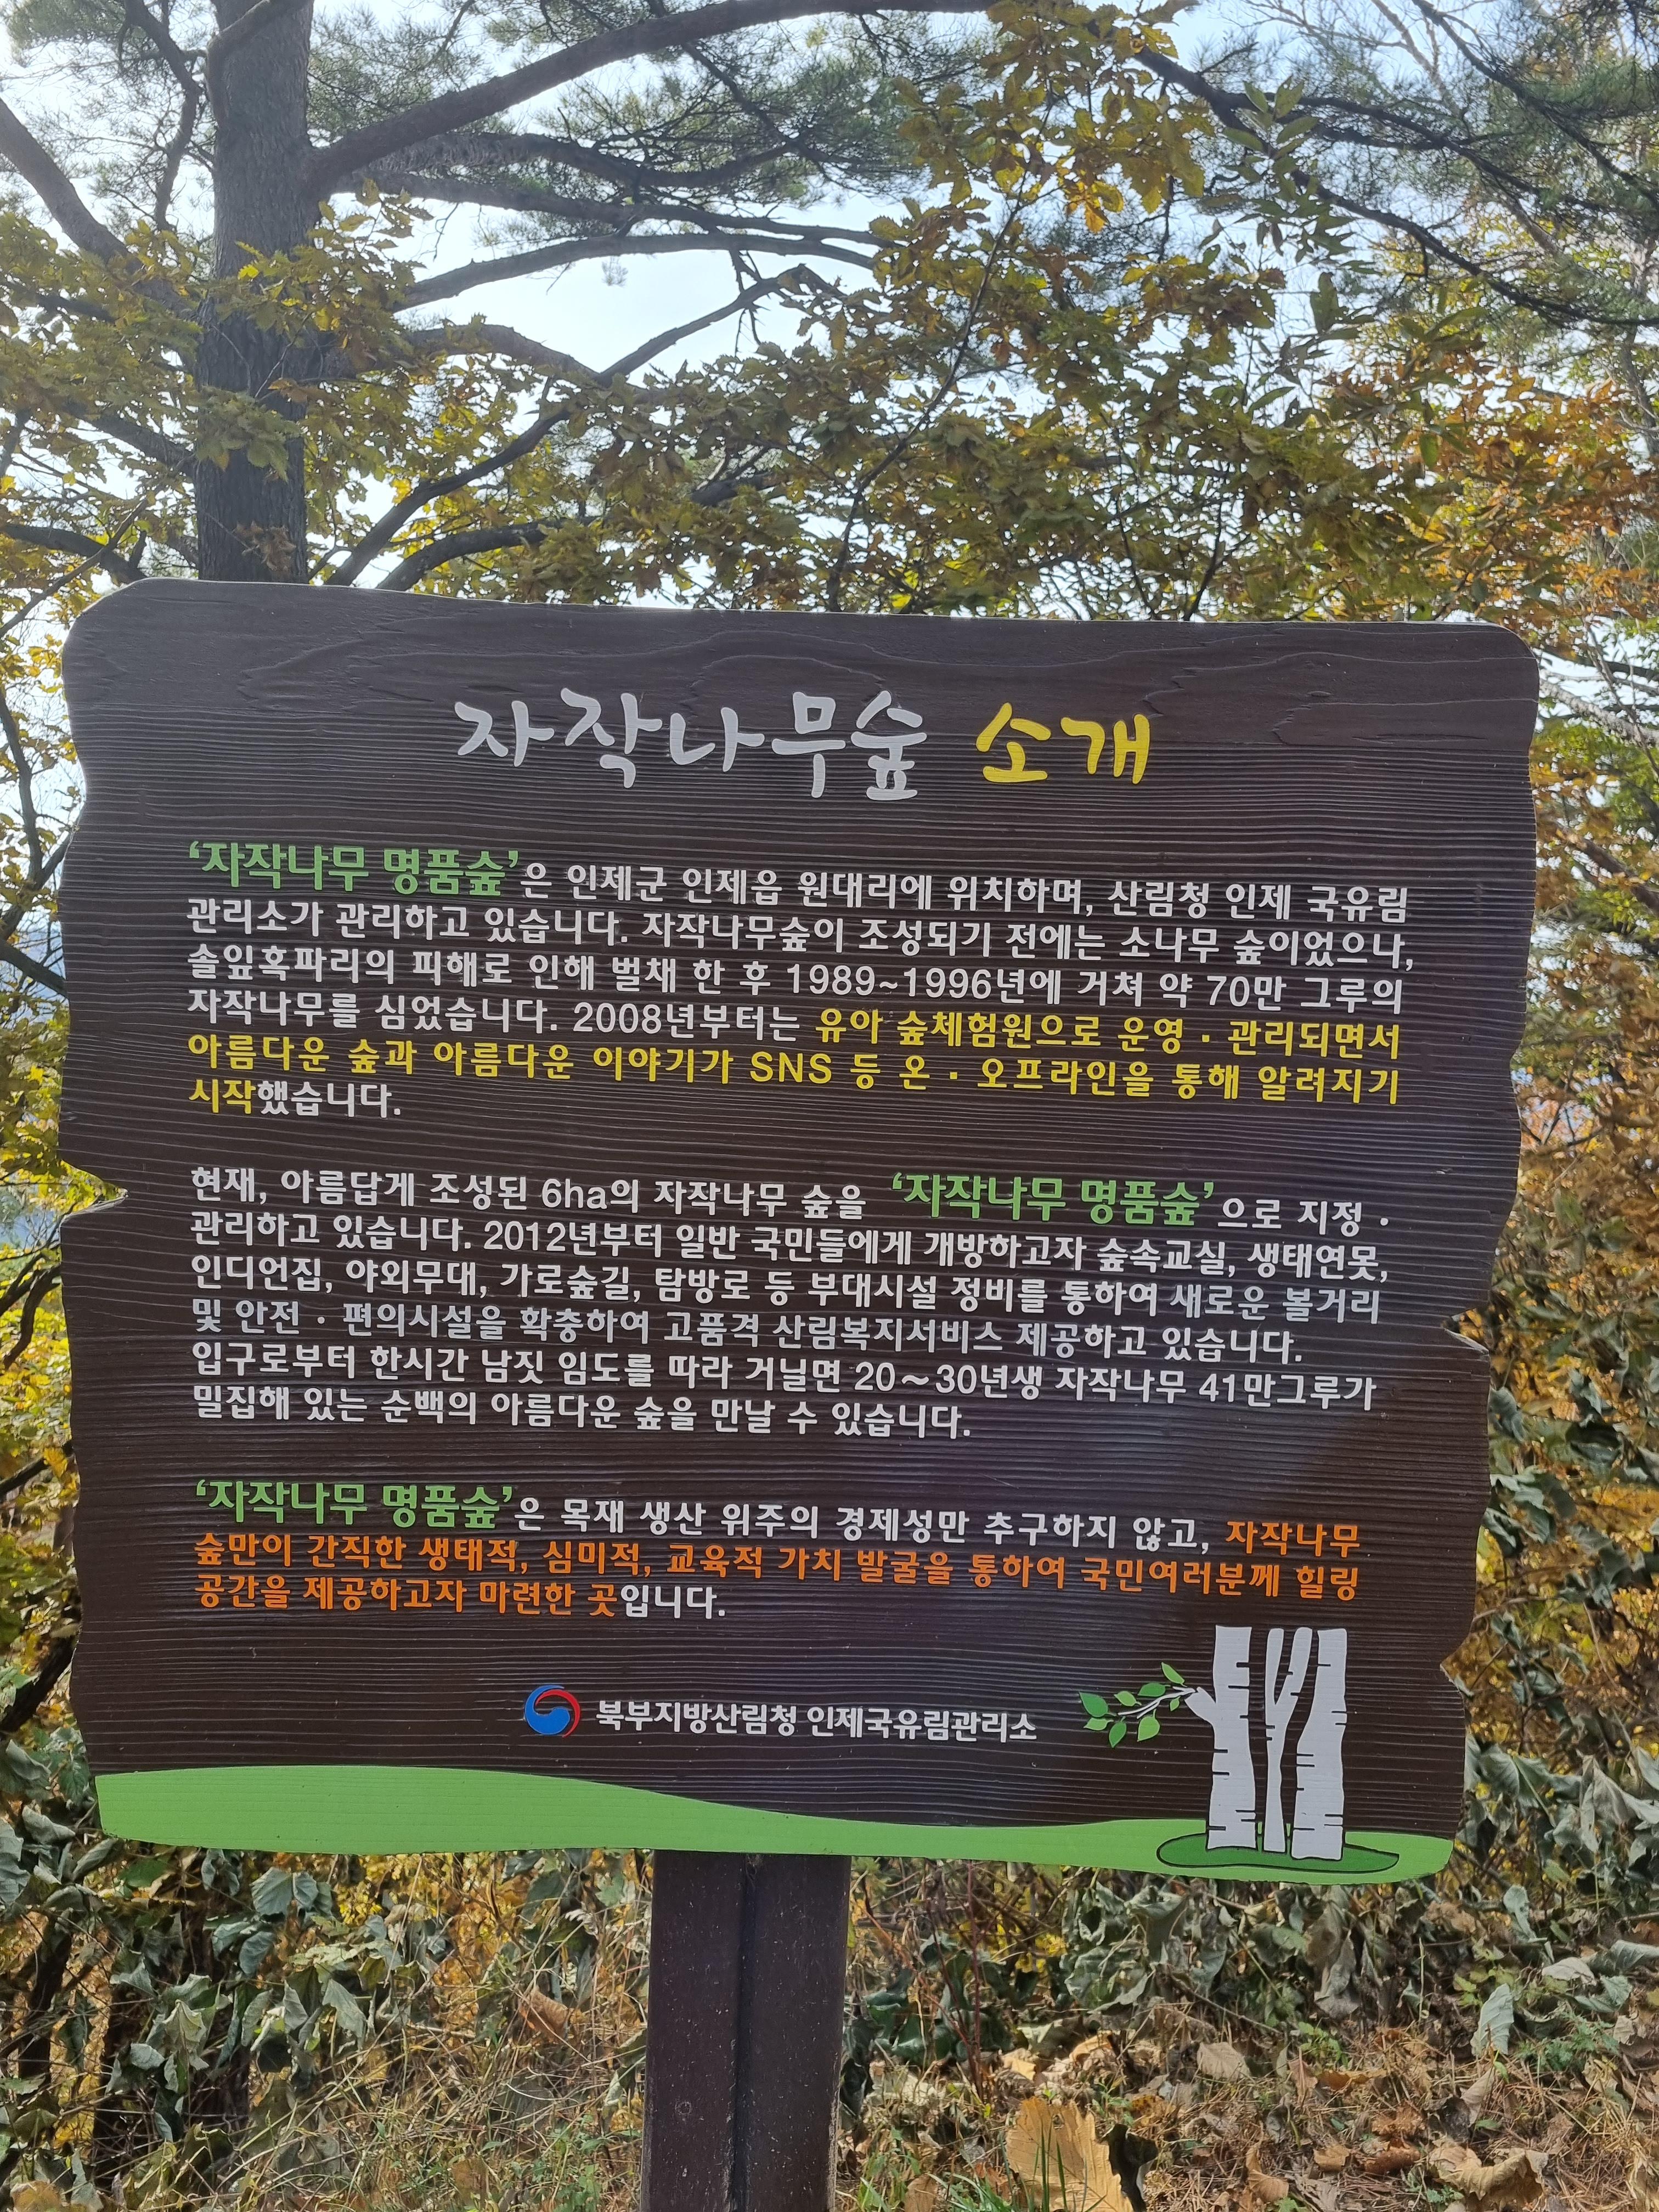 자작나무숲 소개
‘자작나무 명품숲’은 인제군 인제읍 원대리에 위치하며, 산림청 인제 국유림
관리소가 관리하고 있습니다. 자작나무숲이 조성되기 전에는 소나무 숲이었으나,
솔잎혹파리의 피해로 인해 벌채 한 후 1989~1996년에 거쳐 약 70만 그루의
자작나무를 심었습니다. 2008년부터는 유아 숲체험원으로 운영·관리되면서
아름다운 숲과 아름다운 이야기가 SNS 등 온·오프라인을 통해 알려지기
시작했습니다.
현재, 아름답게 조성된 6ha의 자작나무 숲을 ‘자작나무 명품숲’으로 지정·
관리하고 있습니다. 2012년부터 일반 국민들에게 개방하고자 숲속교실, 생태연못,
인디언집, 야외무대, 가로숲길, 탐방로 등 부대시설 정비를 통하여 새로운 볼거리
및 안전·편의시설을 확충하여 고품격 산림복지서비스 제공하고 있습니다.
입구로부터 한시간 남짓 임도를 따라 거닐면 20~30년생 자작나무 41만그루가
밀집해 있는 순백의 아름다운 숲을 만날 수 있습니다.
‘자작나무 명품숲’은 목재 생산 위주의 경제성만 추구하지 않고, 자작나무
숲만이 간직한 생태적, 심미적, 교육적 가치 발굴을 통하여 국민여러분께 힐링
공간을 제공하고자 마련한 곳입니다.
북부지방산림청 인제국유림관리소